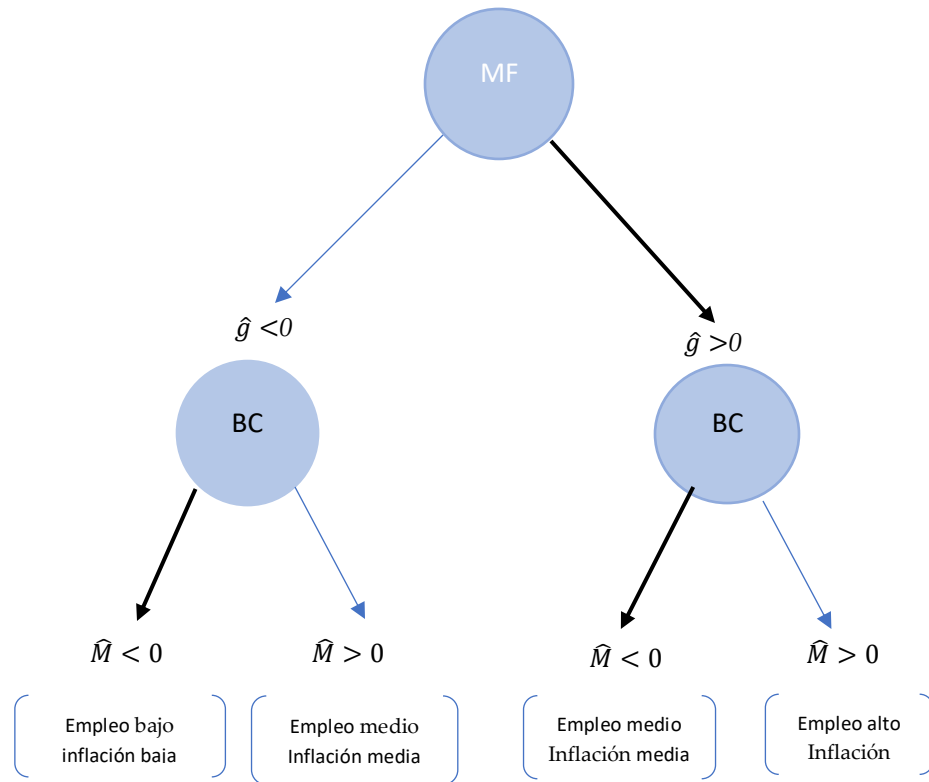 MF
ĝ <0
ĝ >0
BC
BC
M̂ < 0
M̂ > 0
M̂ < 0
M̂ > 0
Empleo bajo
inflación baja
Empleo medio
Inflación media
Empleo medio
Inflación media
Empleo alto
Inflación